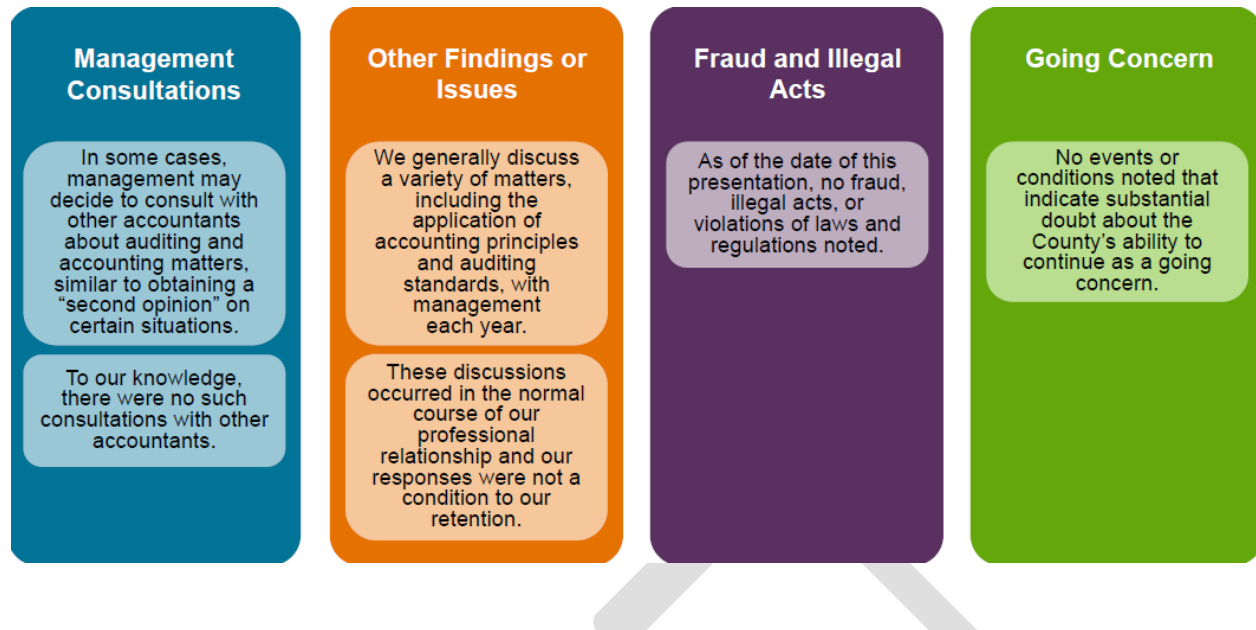 Management
Consultations
In some cases,
management may
decide to consult with
other accountants
about auditing and
accounting matters,
similar to obtaining a
“second opinion” on
certain situations.
To our knowledge,
there were no such
consultations with other
accountants.
Other Findings or
Issues
We generally discuss
a variety of matters,
including the
application of
accounting principles
and auditing
standards, with
management
each year.
These discussions
occurred in the normal
course of our
professional
relationship and our
responses were not a
condition to our
retention.
Fraud and Illegal
Acts
As of the date of this
presentation, no fraud,
illegal acts, or
violations of laws and
regulations noted.
Going Concern
No events or
conditions noted that
indicate substantial
doubt about the
County’s ability to
continue as a going
concern.